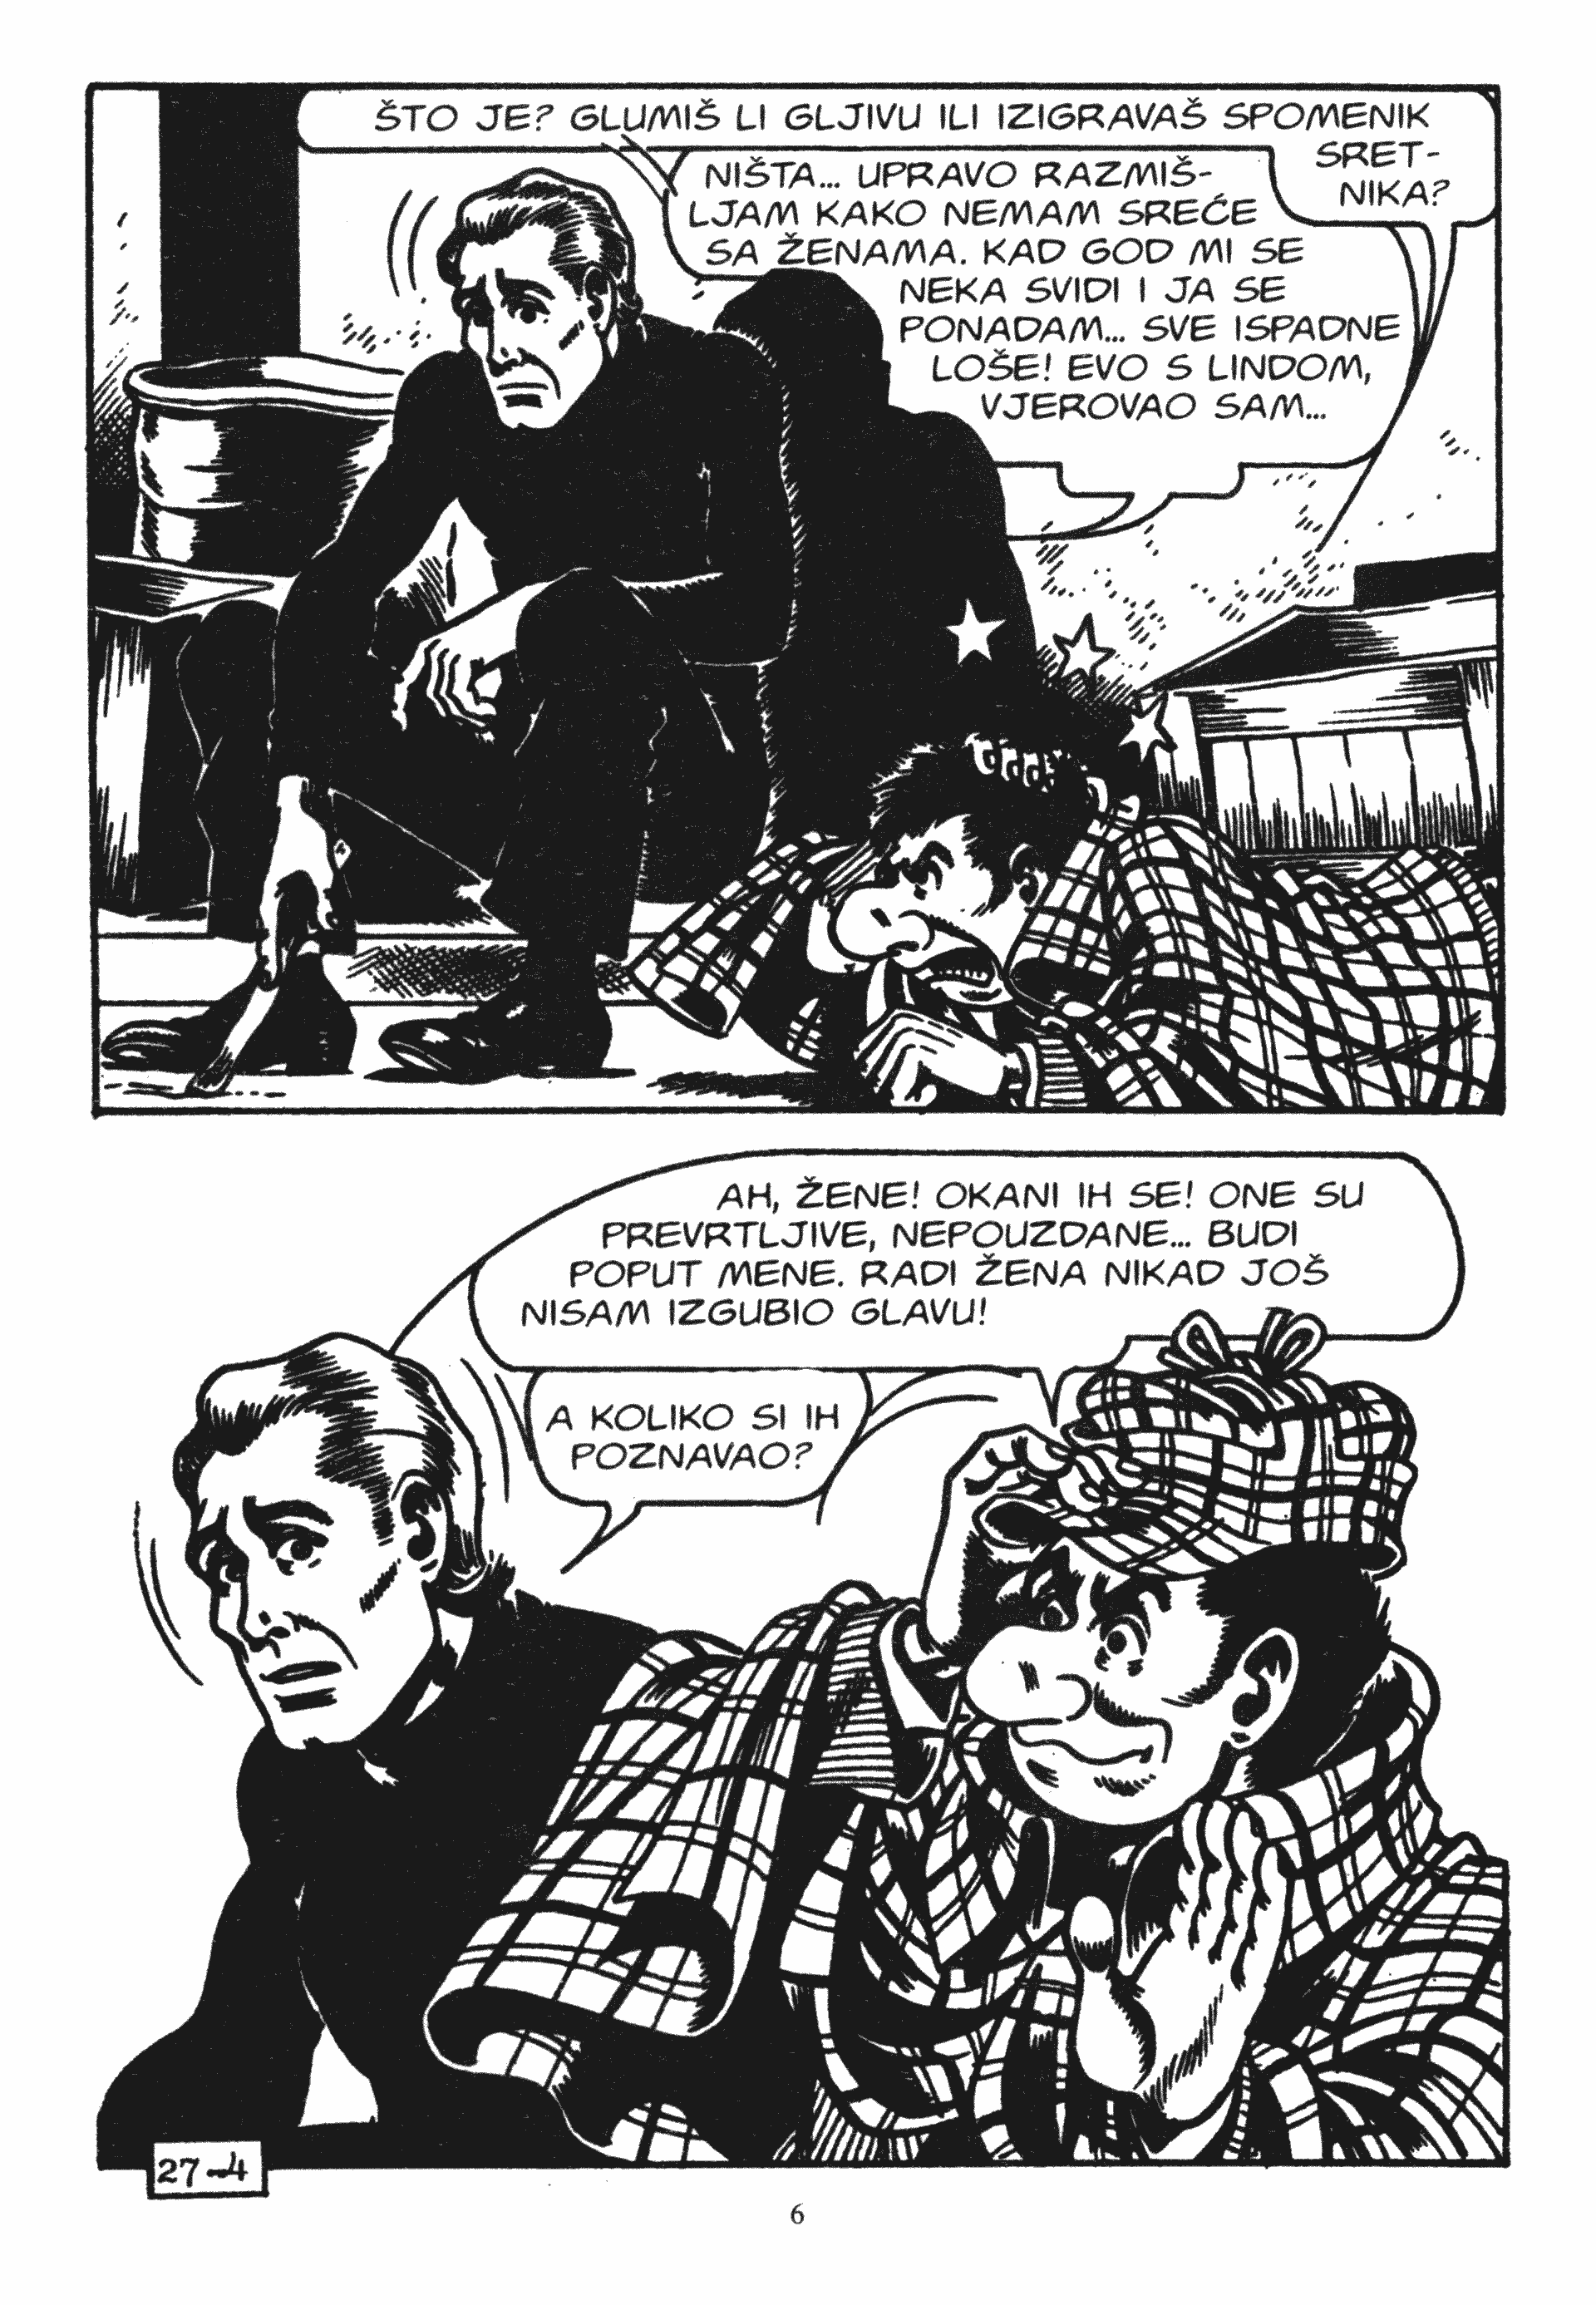 ŠTO JE? GLUMIŠ LI GLJIVU ILI IZIGRAVAŠ SPOMENIK
SRET-
NIKA?
NIŠTA... UPRAVO RAZMIŠ-
LJAM KAKO NEMAM SREĆE
SA ŽENAMA. KAD GOD MI SE
NEKA SVIDI I JA SE
PONADAM... SVE ISPADNE
LOŠE! EVO S LINDOM,
VJEROVAO SAM...
AH, ŽENE! OKANI IH SE! ONE SU
PREVRTLJIVE, NEPOUZDANE... BUDI
POPUT MENE. RADI ŽENA NIKAD JOŠ
NISAM IZGUBIO GLAVU!
A KOLIKO SI IH
POZNAVAO?
27-4
6